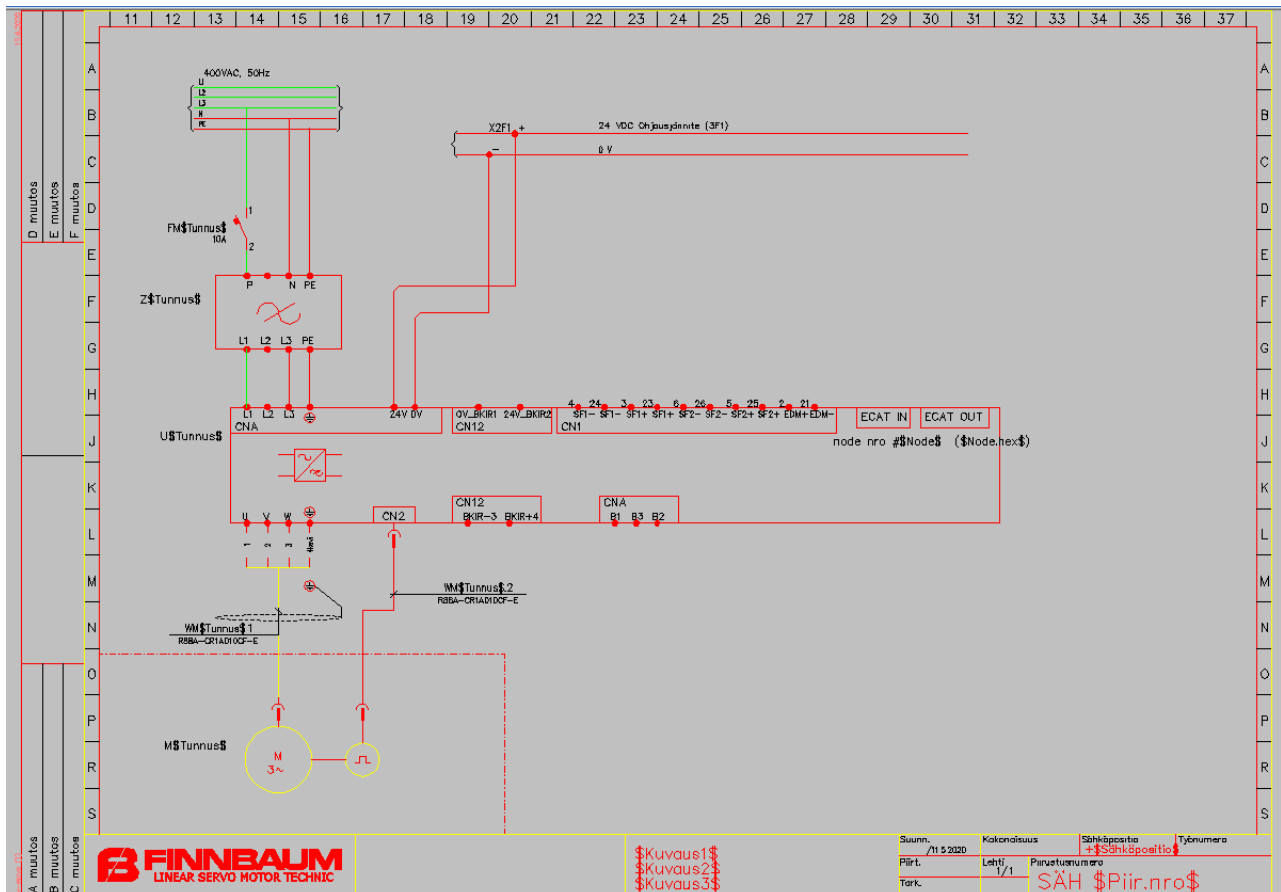 11 12 13 14 15 16 17 18 19 20 21 22 23 24 25 26 27 28 29 30 31 32 33 34 35 36 37
A A
B B
C C
D D
E E
F F
G G
H H
J J
K K
L L
M M
N N
O O
P P
R R
S S
D muutos
E muutos
F muutos
A muutos
B muutos
C muutos
400VAC, 50Hz
L1
L2
L3
N
PE
X2F1 +
24 VDC Ohjausjännite (3F1)
-
0 V
FM$Tunnus$
10A
1
2
Z$Tunnus$
P N PE
L1 L2 L3 PE
U$Tunnus$
L1 L2 L3
CNA
24V 0V
0V_BKIR1 24V_BKIR2
CN12
4 24 3 23 6 26 5 25 2 21
SF1- SF1- SF1+ SF1+ SF2- SF2- SF2+ SF2+ EDM+ EDM-
CN1
ECAT IN
ECAT OUT
node nro #$Node$ ($Node.hex$)
U V W
CN2
CN12
BKIR-3 BKIR+4
CNA
B1 B3 B2
1 2 3
WM$Tunnus$.2
R88A-CR1A010CF-E
WM$Tunnus$.1
R88A-CR1A010CF-E
M$Tunnus$
M
3~
FINNBAUM
LINEAR SERVO MOTOR TECHNIC
$Kuvaus1$
$Kuvaus2$
$Kuvaus3$
Suunn.
/11 5 2020
Piirt.
Tark.
Kokonaisuus
Lehti
1/1
Sähköpositio
+$Sähköpositio$
Työnumero
Piirustusnumero
SÄH $Piir.nro$